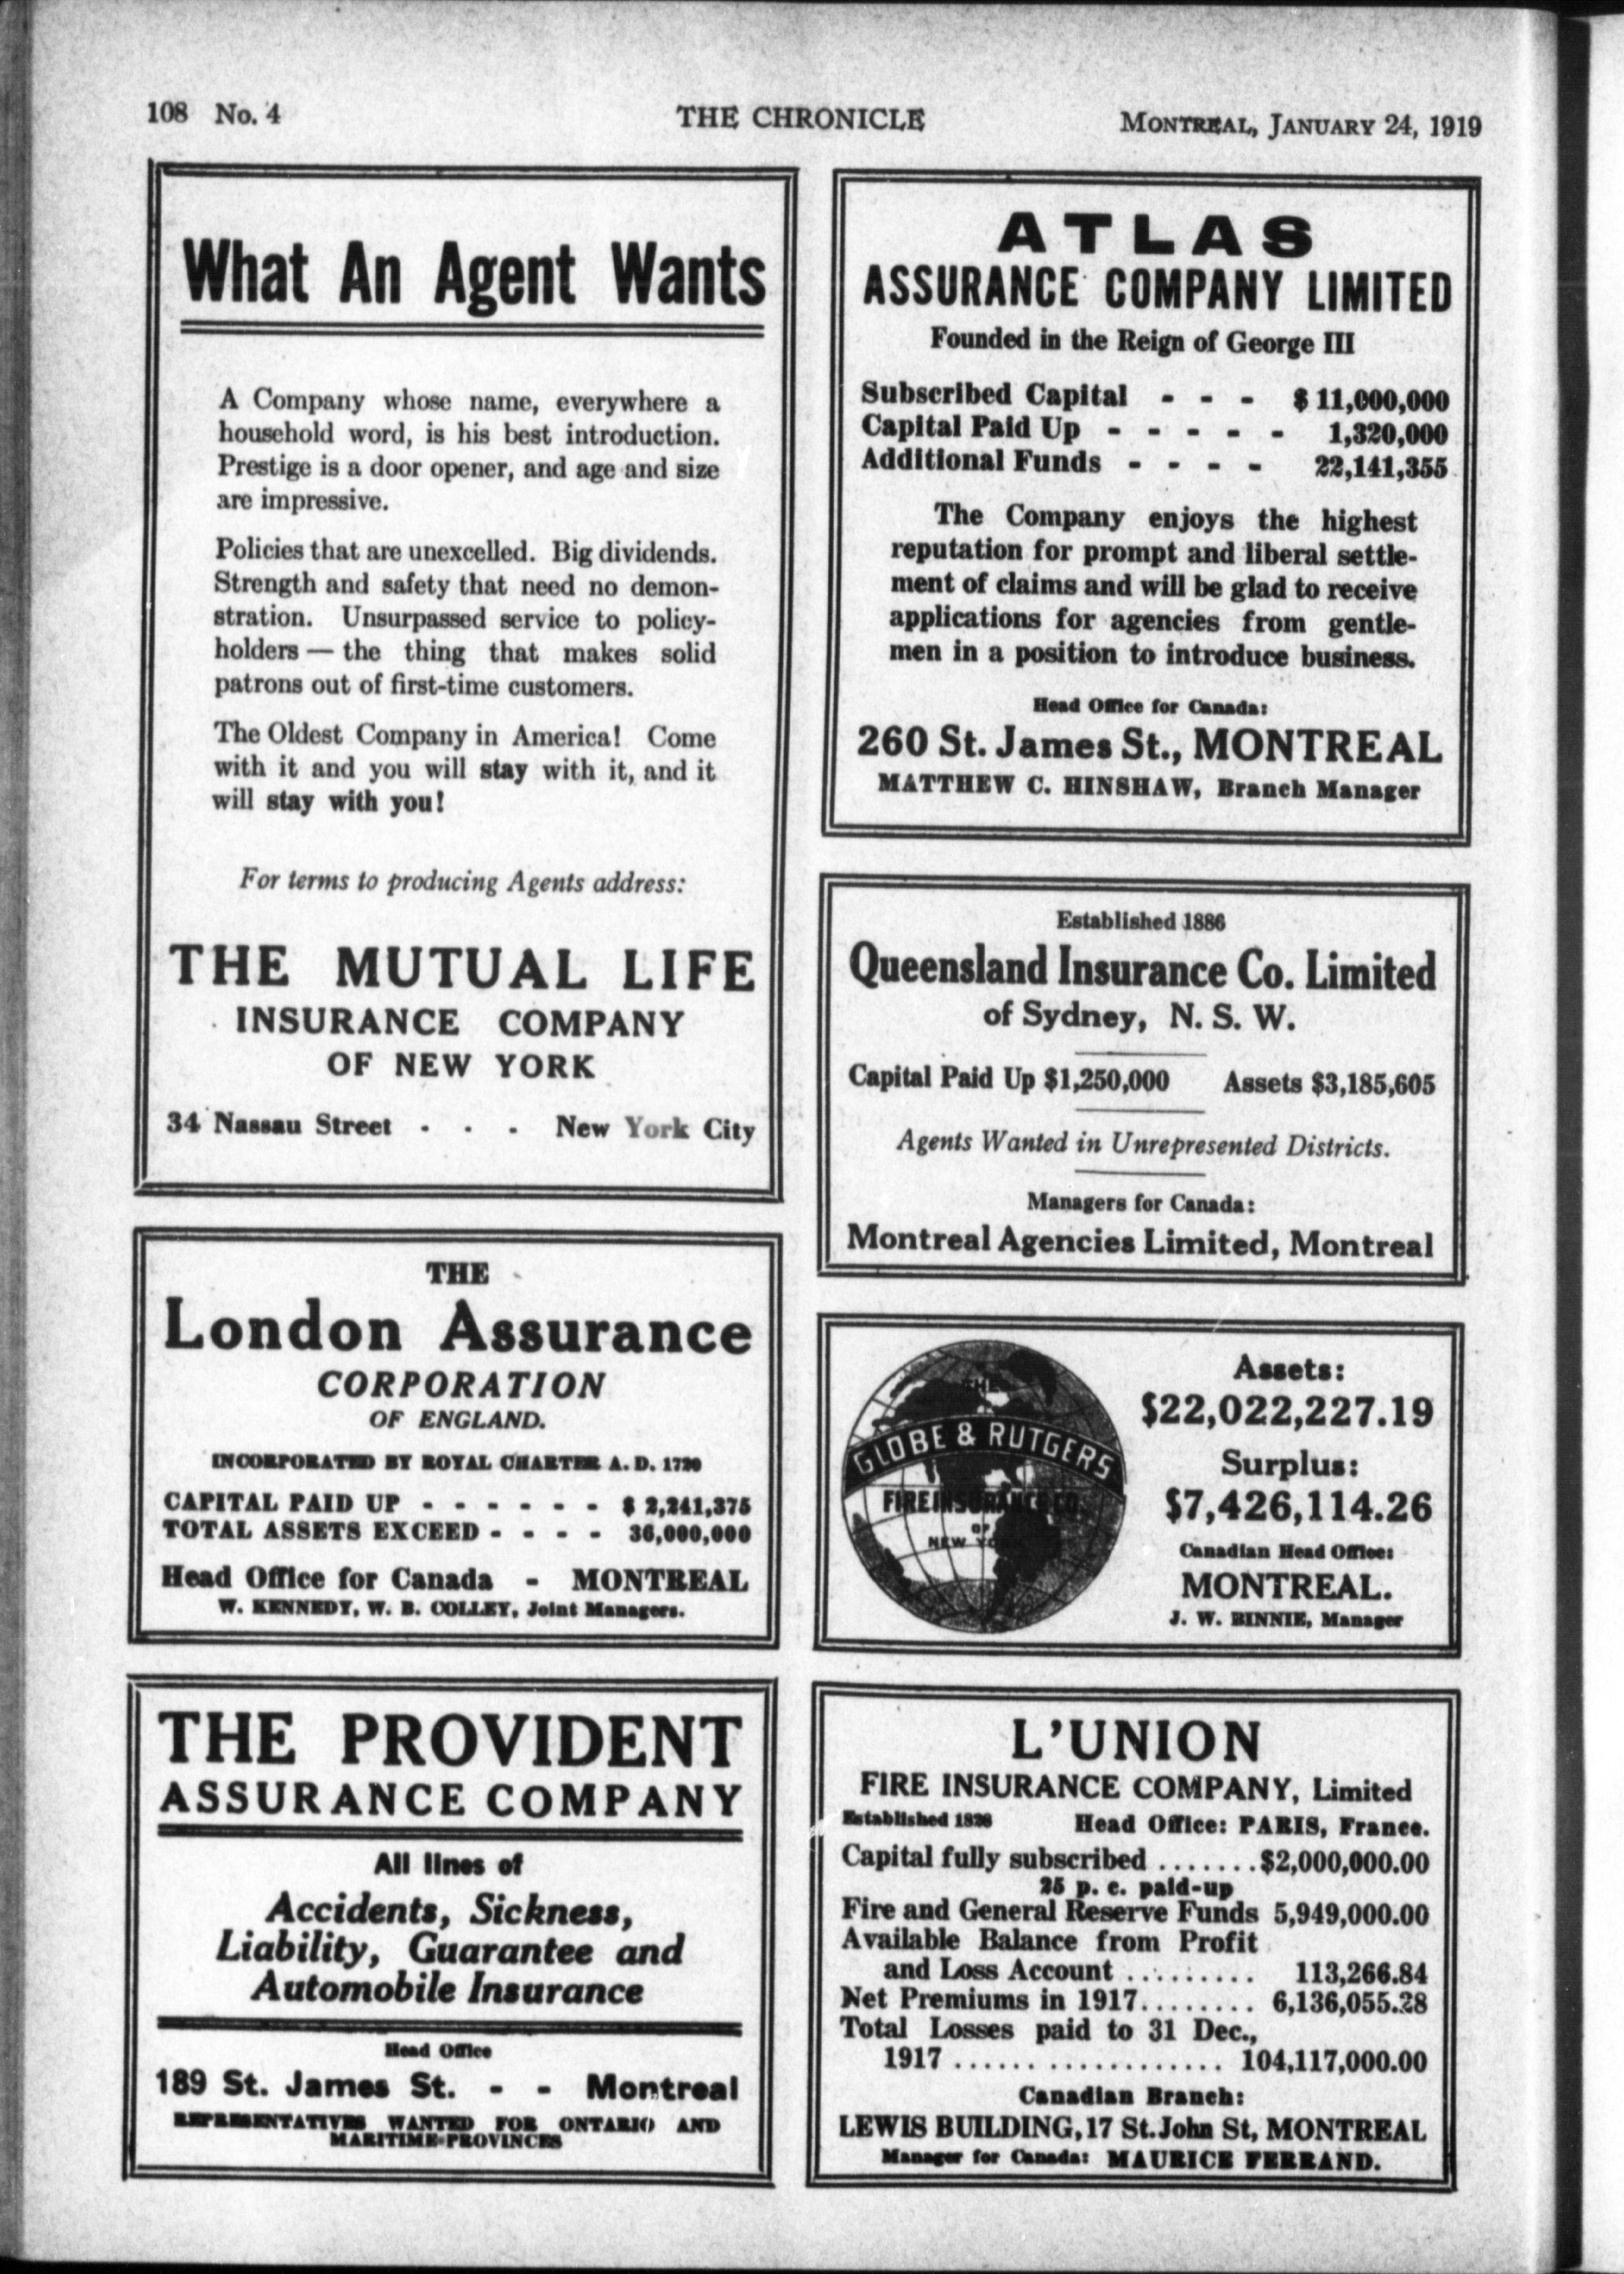 108 No. 4
THE CHRONICLE
MONTREAL, JANUARY 24, 1919
What An Agent Wants
A Company whose name, everywhere a
household word, is his best introduction.
Prestige is a door opener, and age and size
are impressive.
Policies that are unexcelled. Big dividends.
Strength and safety that need no demon-
stration. Unsurpassed service to policy-
holders — the thing that makes solid
patrons out of first-time customers.
The Oldest Company in America! Come
with it and you will stay with it, and it
will stay with you!
For terms to producing Agents address:
THE MUTUAL LIFE
INSURANCE COMPANY
OF NEW YORK
34 Nassau Street - - - New York City
THE
London Assurance
CORPORATION
OF ENGLAND.
INCORPORATED BY ROYAL CHARTER A. D. 1720
CAPITAL PAID UP - - - - - - $ 2,241,375
TOTAL ASSETS EXCEED - - - - 36,000,000
Head Office for Canada - MONTREAL
W. KENNEDY, W. B. COLLEY, Joint Managers.
THE PROVIDENT
ASSURANCE COMPANY
All lines of
Accidents, Sickness,
Liability, Guarantee and
Automobile Insurance
Head Office
189 St. James St. - - Montreal
REPRESENTATIVES WANTED FOR ONTARIO AND
MARITIME PROVINCES
ATLAS
ASSURANCE COMPANY LIMITED
Founded in the Reign of George III
Subscribed Capital - - - $ 11,000,000
Capital Paid Up - - - - - 1,320,000
Additional Funds - - - - 22,141,355
The Company enjoys the highest
reputation for prompt and liberal settle-
ment of claims and will be glad to receive
applications for agencies from gentle-
men in a position to introduce business.
Head Office for Canada:
260 St. James St., MONTREAL
MATTHEW C. HINSHAW, Branch Manager
Established 1886
Queensland Insurance Co. Limited
of Sydney, N. S. W.
Capital Paid Up $1,250,000 Assets $3,185,605
Agents Wanted in Unrepresented Districts.
Managers for Canada:
Montreal Agencies Limited, Montreal
THE
GLOBE & RUTGERS
FIRE INSURANCE CO.
OF
NEW YORK
Assets:
$22,022,227.19
Surplus:
$7,426,114.26
Canadian Head Office:
MONTREAL.
J. W. BINNIE, Manager
L'UNION
FIRE INSURANCE COMPANY, Limited
Established 1828 Head Office: PARIS, France.
Capital fully subscribed .......$2,000,000.00
25 p. c. paid-up
Fire and General Reserve Funds 5,949,000.00
Available Balance from Profit
and Loss Account ......... 113,266.84
Net Premiums in 1917........ 6,136,055.28
Total Losses paid to 31 Dec.,
1917 .................... 104,117,000.00
Canadian Branch:
LEWIS BUILDING, 17 St. John St, MONTREAL
Manager for Canada: MAURICE FERRAND.